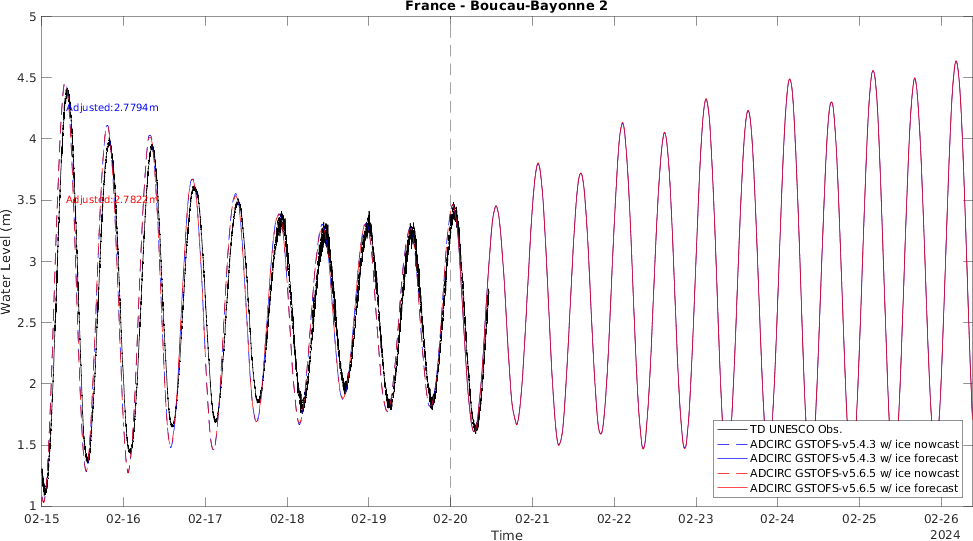 France - Boucau-Bayonne 2
Water Level (m)
5
4.5
4
3.5
3
2.5
2
1.5
1
Adjusted:2.7794m
Adjusted:2.7822m
TD UNESCO Obs.
ADCIRC GSTOFS-v5.4.3 w/ ice nowcast
ADCIRC GSTOFS-v5.4.3 w/ ice forecast
ADCIRC GSTOFS-v5.6.5 w/ ice nowcast
ADCIRC GSTOFS-v5.6.5 w/ ice forecast
02-15 02-16 02-17 02-18 02-19 02-20 02-21 02-22 02-23 02-24 02-25 02-26
Time
2024